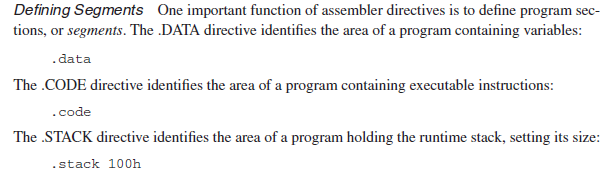 Defining Segments One important function of assembler directives is to define program sec-
tions, or segments. The .DATA directive identifies the area of a program containing variables:
.data
The .CODE directive identifies the area of a program containing executable instructions:
.code
The .STACK directive identifies the area of a program holding the runtime stack, setting its size:
.stack 100h